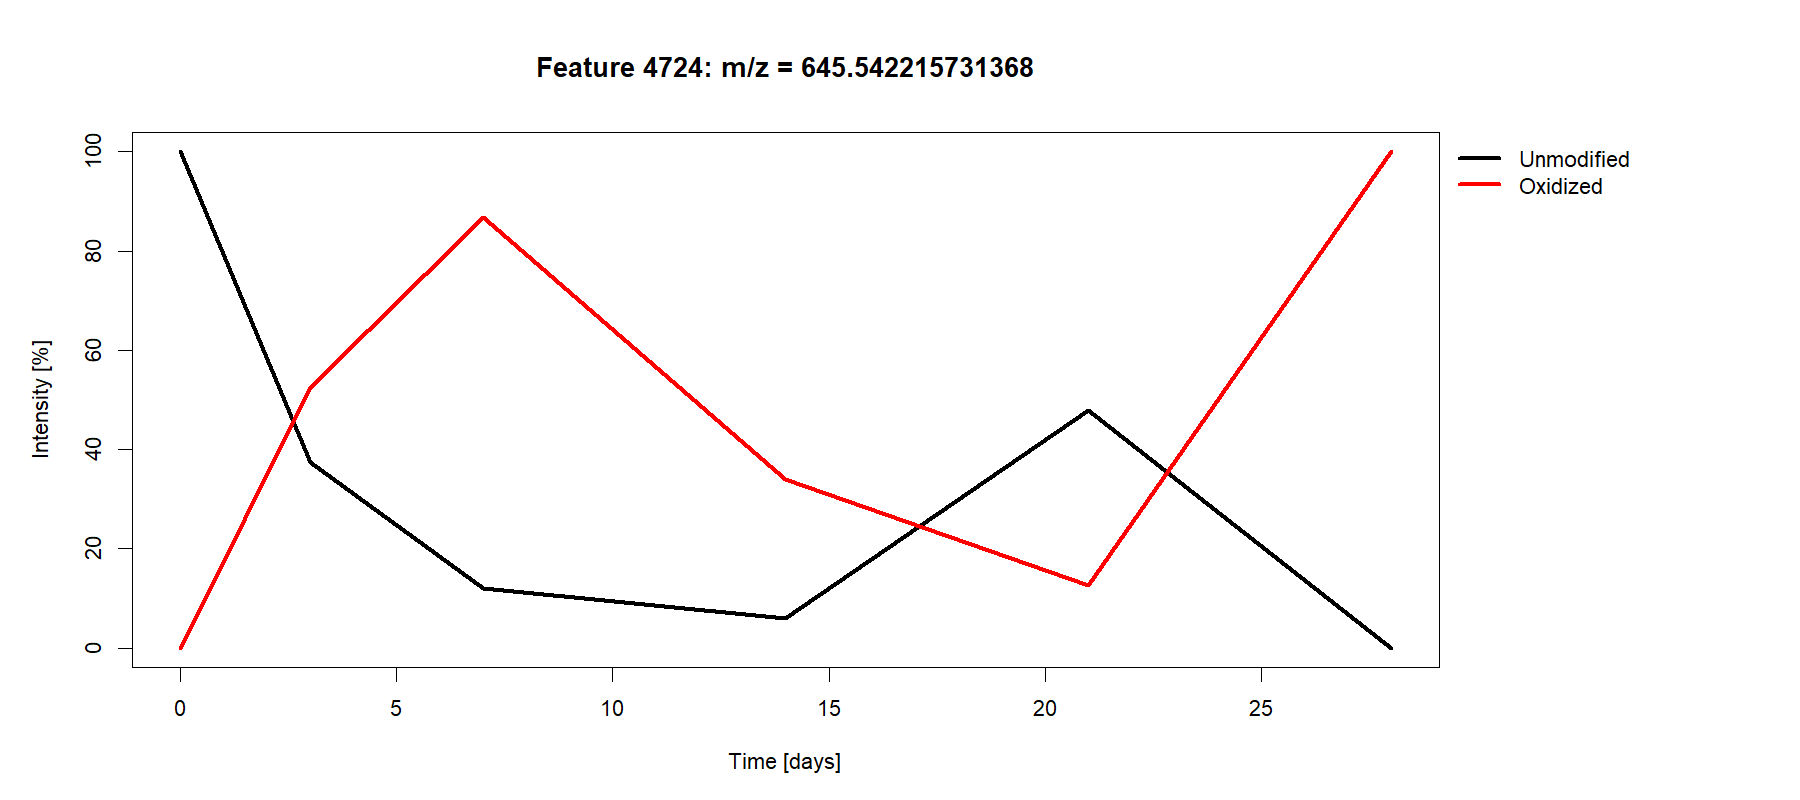 Feature 4724: m/z = 645.542215731368
Unmodified
Oxidized
Intensity [%]
100
80
60
40
20
0
0 5 10 15 20 25
Time [days]